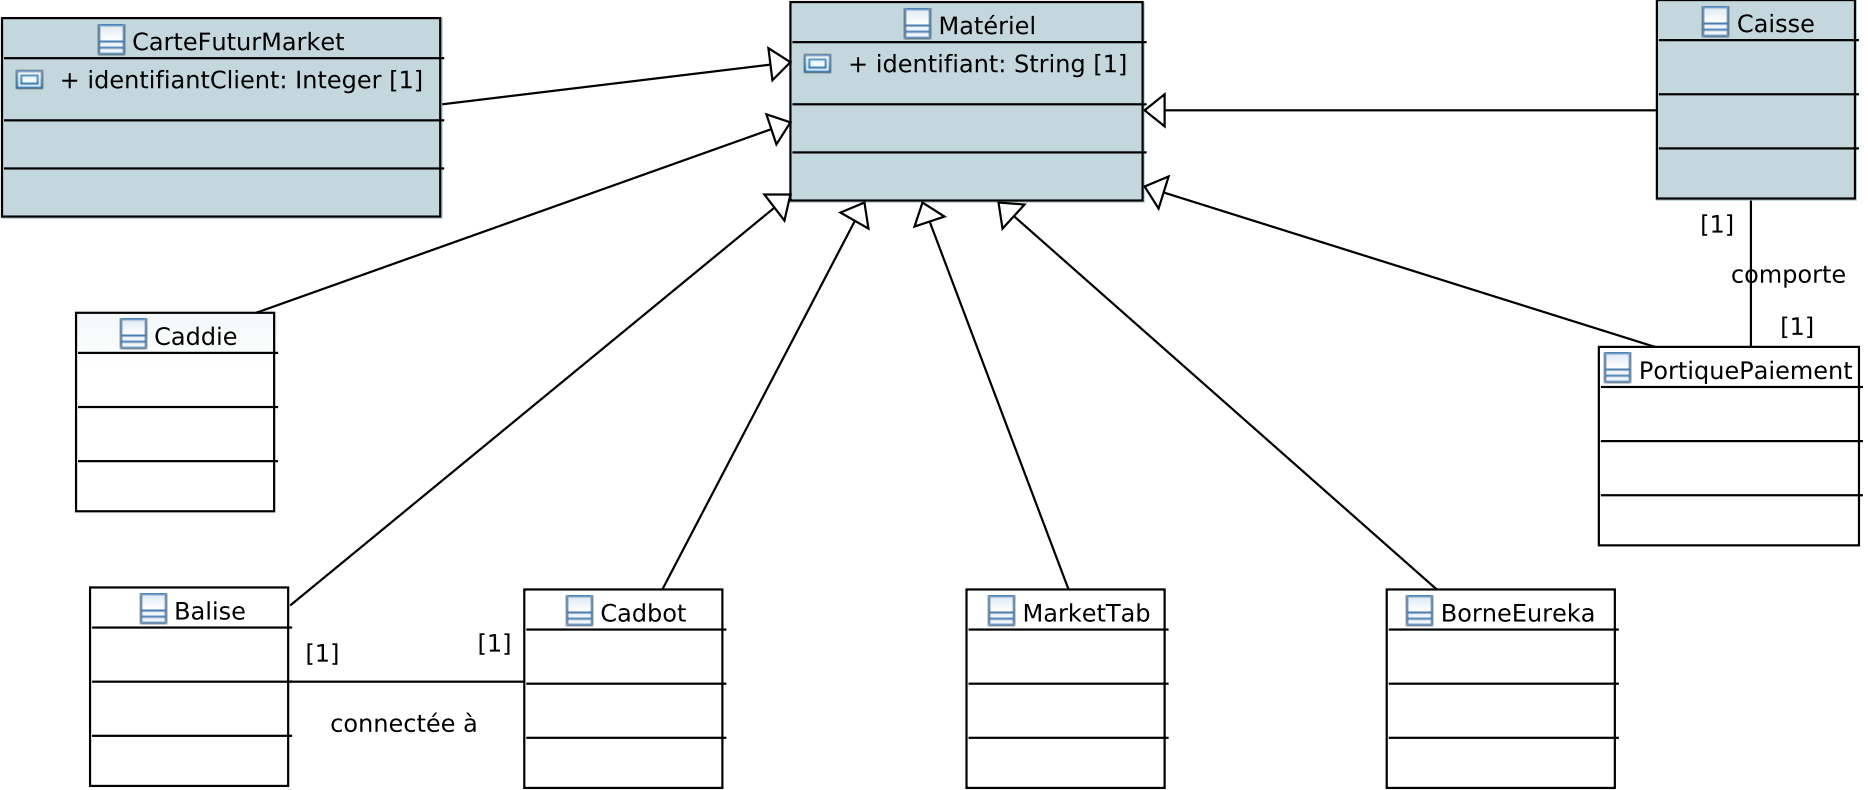 CarteFuturMarket
+ identifiantClient: Integer [1]
Matériel
+ identifiant: String [1]
Caisse
[1]
comporte
[1]
PortiquePaiement
Caddie
Balise
[1]
connectée à
[1]
Cadbot
MarketTab
BorneEureka